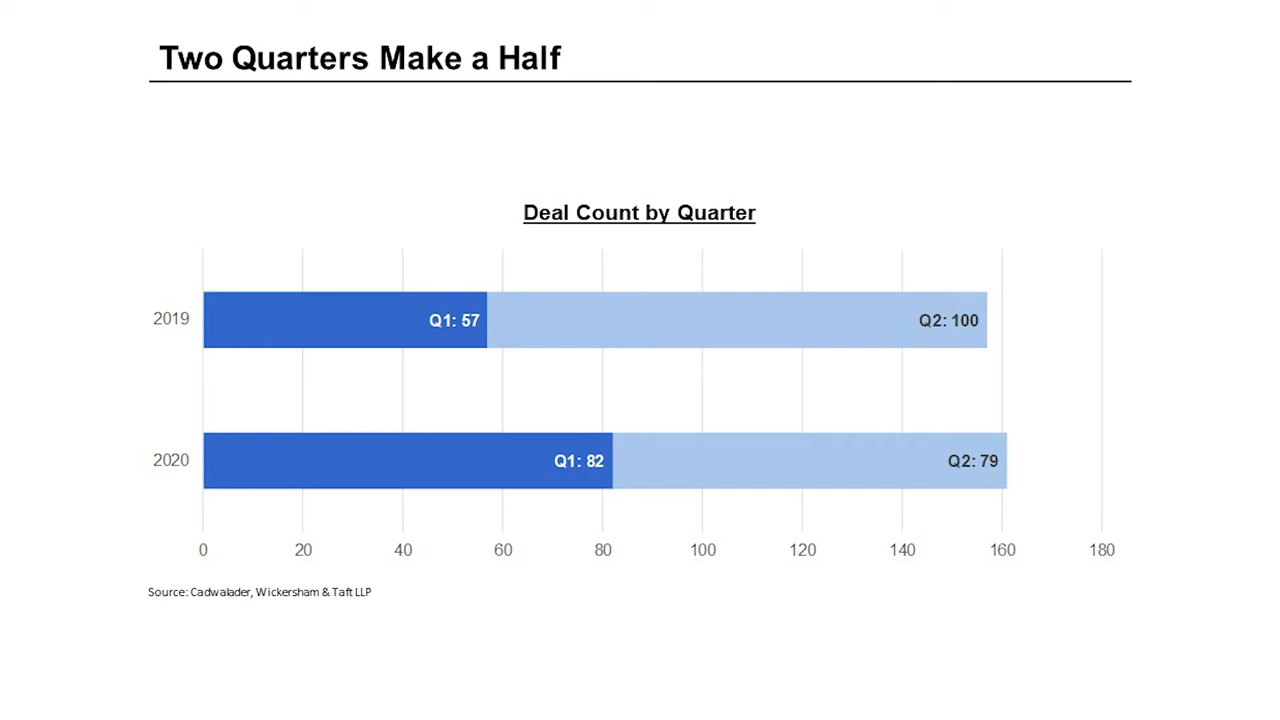 Two Quarters Make a Half
Deal Count by Quarter
2019
Q1: 57
Q2: 100
2020
Q1: 82
Q2: 79
0 20 40 60 80 100 120 140 160 180
Source: Cadwalader, Wickersham & Taft LLP